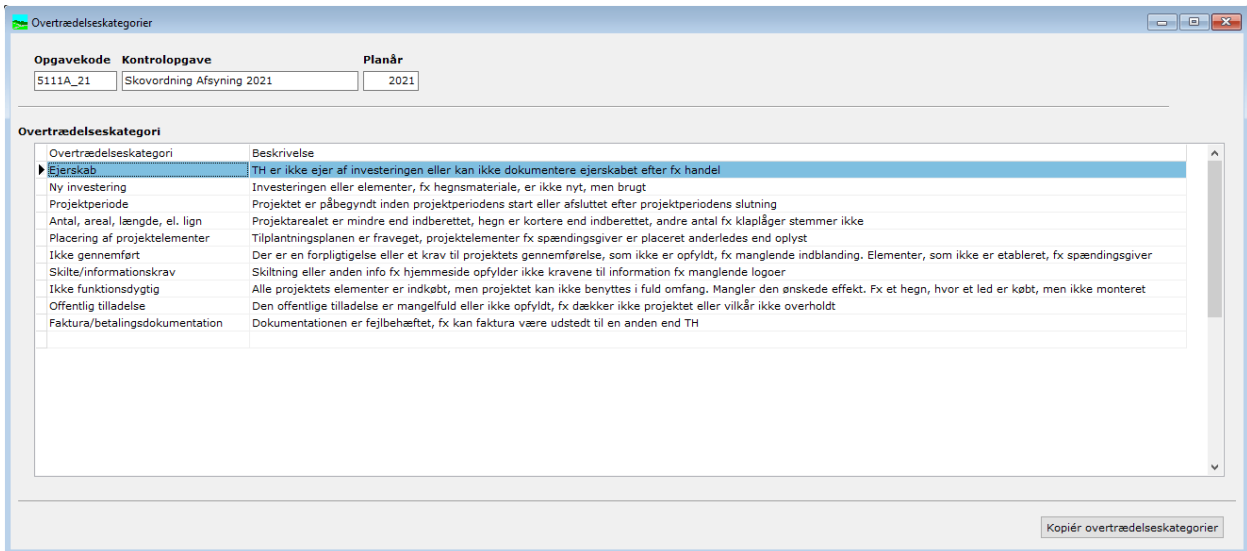 Overtrædelseskategorier
Opgavekode Kontrolopgave Planår
5111A_21 Skovordning Afsyning 2021 2021
Overtrædelseskategori
Overtrædelseskategori Beskrivelse
Ejerskab TH er ikke ejer af investeringen eller kan ikke dokumentere ejerskabet efter fx handel
Ny investering Investeringen eller elementer, fx hegnsmateriale, er ikke nyt, men brugt
Projektperiode Projektet er påbegyndt inden projektperiodens start eller afsluttet efter projektperiodens slutning
Antal, areal, længde, el. lign Projektarealet er mindre end indberettet, hegn er kortere end indberettet, andre antal fx klaplåger stemmer ikke
Placering af projektelementer Tilplantningsplanen er fraveget, projektelementer fx spændingsgiver er placeret anderledes end oplyst
Ikke gennemført Der er en forpligtigelse eller et krav til projektets gennemførelse, som ikke er opfyldt, fx manglende indblanding. Elementer, som ikke er etableret, fx spændingsgiver
Skilte/informationskrav Skiltning eller anden info fx hjemmeside opfylder ikke kravene til information fx manglende logoer
Ikke funktionsdygtig Alle projektets elementer er indkøbt, men projektet kan ikke benyttes i fuld omfang. Mangler den ønskede effekt. Fx et hegn, hvor et led er købt, men ikke monteret
Offentlig tilladelse Den offentlige tilladelse er mangelfuld eller ikke opfyldt, fx dækker ikke projektet eller vilkår ikke overholdt
Faktura/betalingsdokumentation Dokumentationen er fejlbehæftet, fx kan faktura være udstedt til en anden end TH
Kopiér overtrædelseskategorier